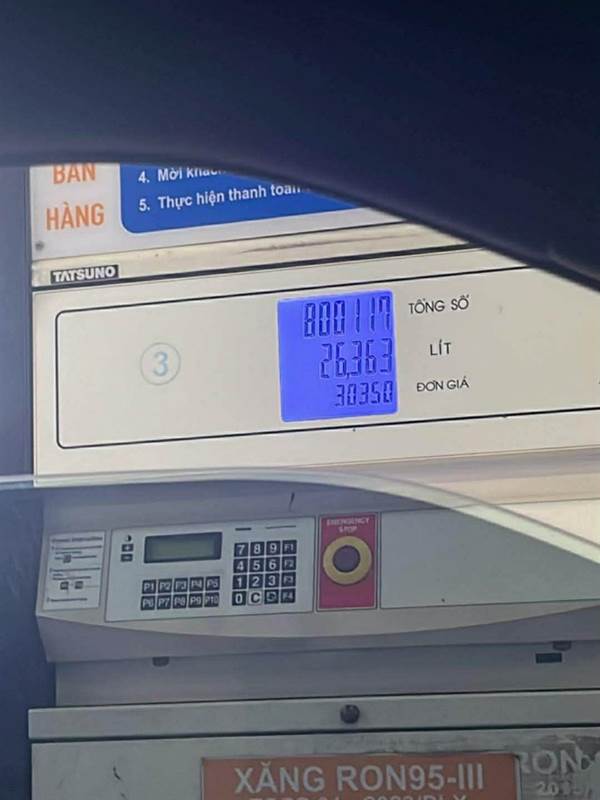 BÁN
HÀNG
4. Mời khác
5. Thực hiện thanh toán
TATSUNO
3
800117
TỔNG SỐ
26,363
LÍT
30350
ĐƠN GIÁ
EMERGENCY
STOP
7 8 9 F1
4 5 6 F2
1 2 3 F3
0 C F4
P1 P2 P3 P4 P5
P6 P7 P8 P9 P10
XĂNG RON95-III
RON